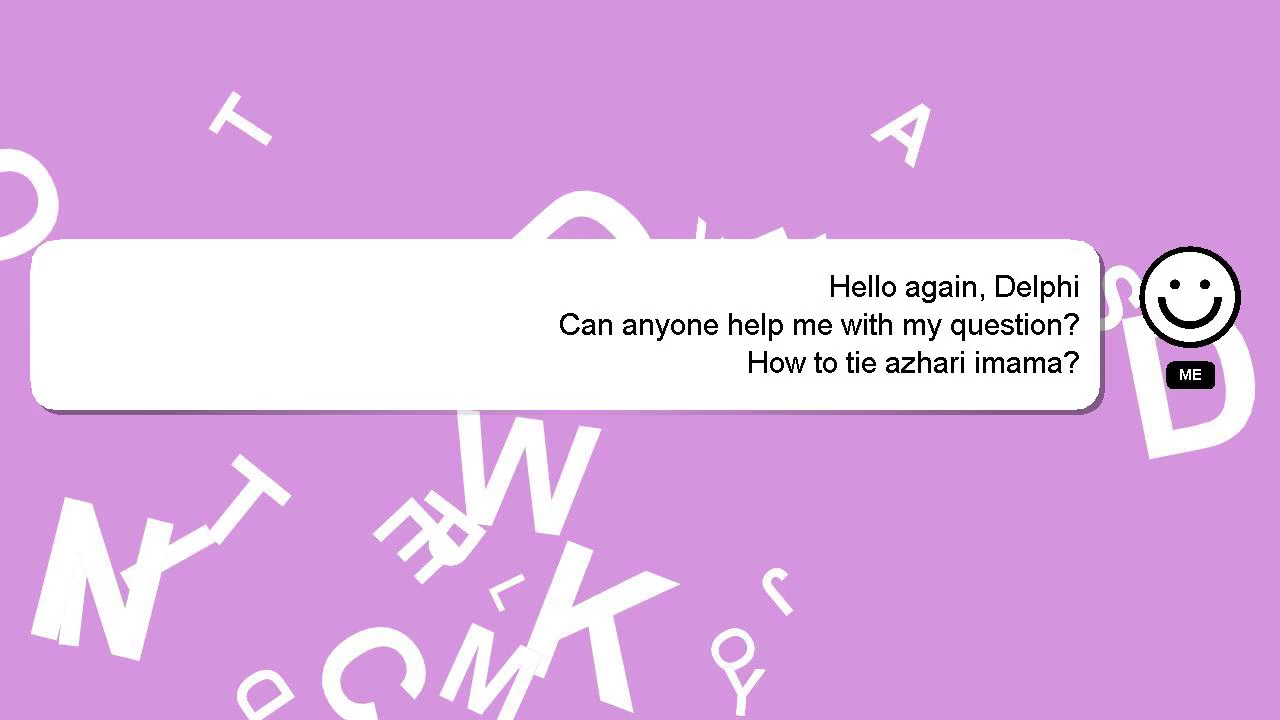 Hello again, Delphi
Can anyone help me with my question?
How to tie azhari imama?
ME
T
A
O
S
D
W
T
N
E
R
L
K
J
C
M
O
Y
D